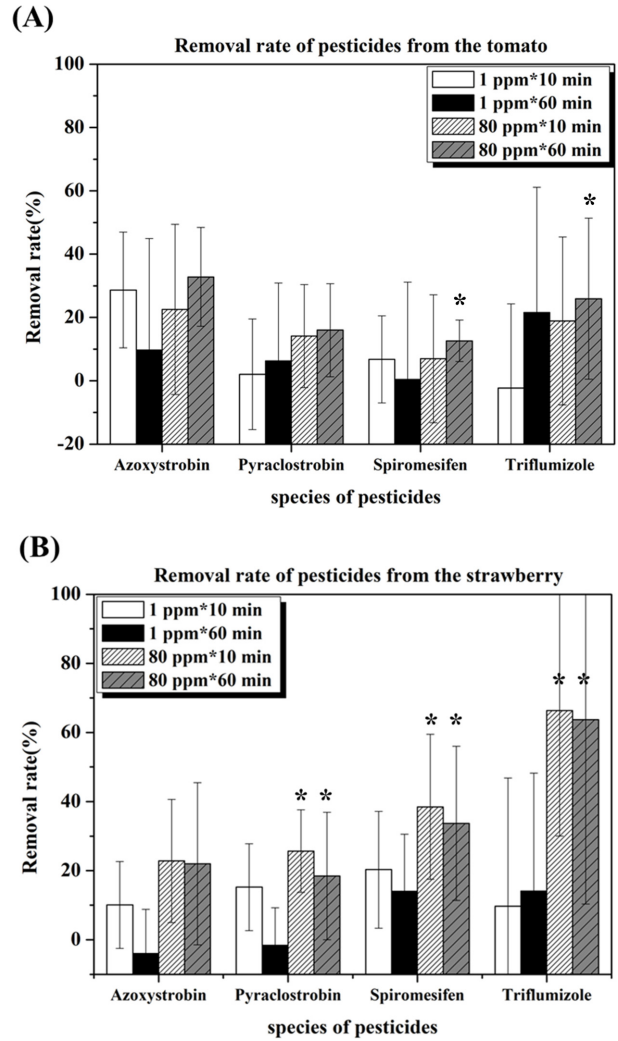 (A)
Removal rate of pesticides from the tomato
1 ppm*10 min
1 ppm*60 min
80 ppm*10 min
80 ppm*60 min
Removal rate(%)
100
80
60
40
20
0
-20
*
*
Azoxystrobin Pyraclostrobin Spiromesifen Triflumizole
species of pesticides
(B)
Removal rate of pesticides from the strawberry
1 ppm*10 min
1 ppm*60 min
80 ppm*10 min
80 ppm*60 min
Removal rate(%)
100
80
60
40
20
0
* *
* *
* *
Azoxystrobin Pyraclostrobin Spiromesifen Triflumizole
species of pesticides